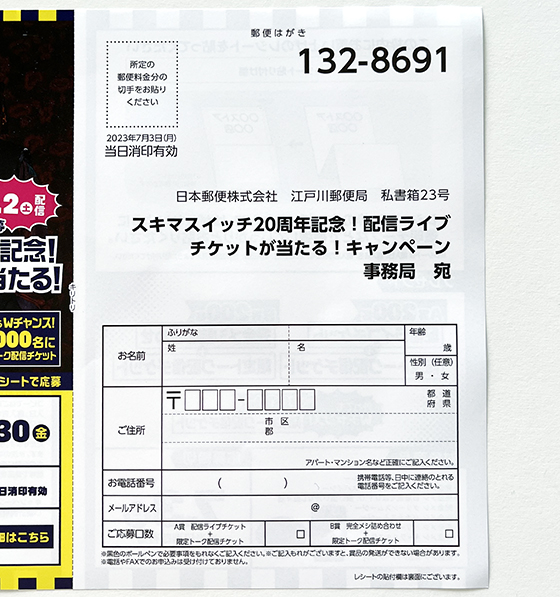 郵便はがき
132-8691
所定の
郵便料金分の
切手をお貼り
ください
2023年7月3日(月)
当日消印有効
日本郵便株式会社 江戸川郵便局 私書箱23号
スキマスイッチ20周年記念！配信ライブ
チケットが当たる！キャンペーン
事務局 宛
キリトリ
お名前
ふりがな
姓 名
年齢
歳
性別（任意）
男・女
ご住所
〒 -
都 道
府 県
市 区
郡
アパート・マンション名など正確にご記入ください。
お電話番号 ( )
携帯電話等、日中に連絡のとれる
電話番号をご記入ください。
メールアドレス @
ご応募口数
A賞 配信ライブチケット
+
限定トーク配信チケット
□
B賞 完全メシ詰め合わせ
+
限定トーク配信チケット
□
※黒色のボールペンで必要事項をもれなくご記入ください。※ご記入もれがございますと、賞品の発送ができない場合があります。
※電話やFAXでのお申込みは受け付けておりません。
レシートの貼付欄は裏面にございます。
.2土配信
記念!
当たる!
Wチャンス!
000名に
ーク配信チケット
シートで応募
30金
日消印有効
細はこちら